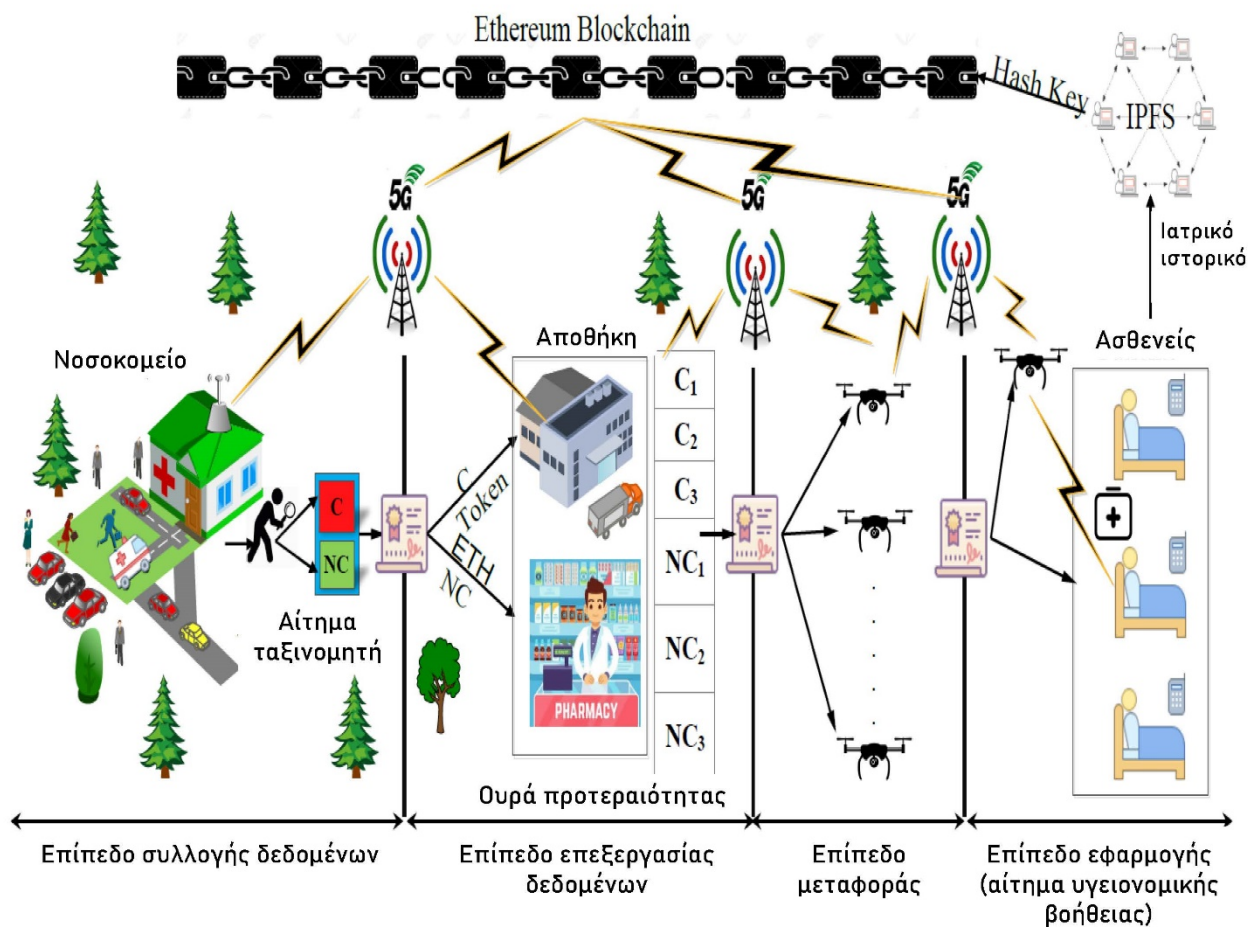 Ethereum Blockchain
Hash Key
IPFS
5G
5G
5G
Ιατρικό
ιστορικό
Νοσοκομείο
Αποθήκη
Ασθενείς
C
NC
Αίτημα
ταξινομητή
C
Token
ETH
NC
PHARMACY
C1
C2
C3
NC1
NC2
NC3
Ουρά προτεραιότητας
Επίπεδο συλλογής δεδομένων
Επίπεδο επεξεργασίας
δεδομένων
Επίπεδο
μεταφοράς
Επίπεδο εφαρμογής
(αίτημα υγειονομικής
βοήθειας)